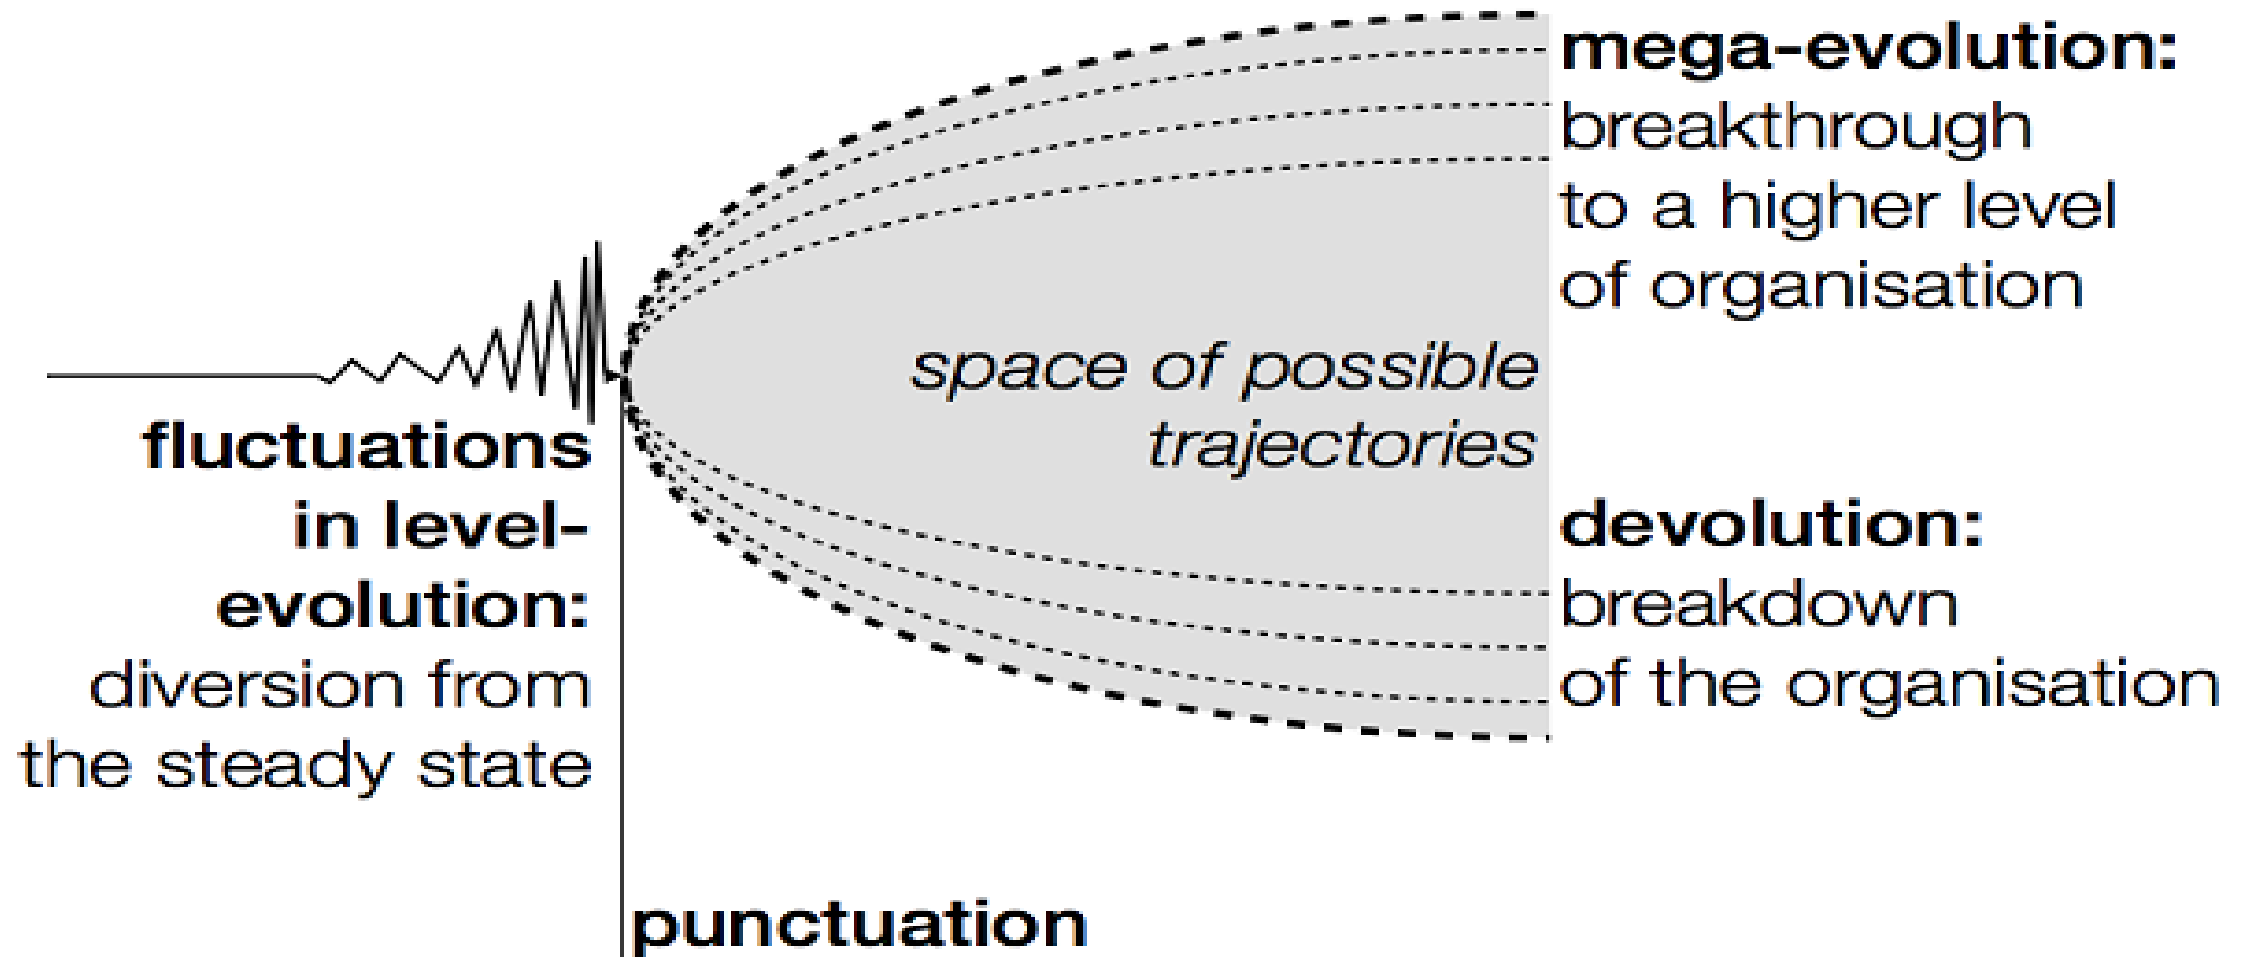 mega-evolution:
breakthrough
to a higher level
of organisation
space of possible
trajectories
fluctuations
in level-
evolution:
diversion from
the steady state
devolution:
breakdown
of the organisation
punctuation